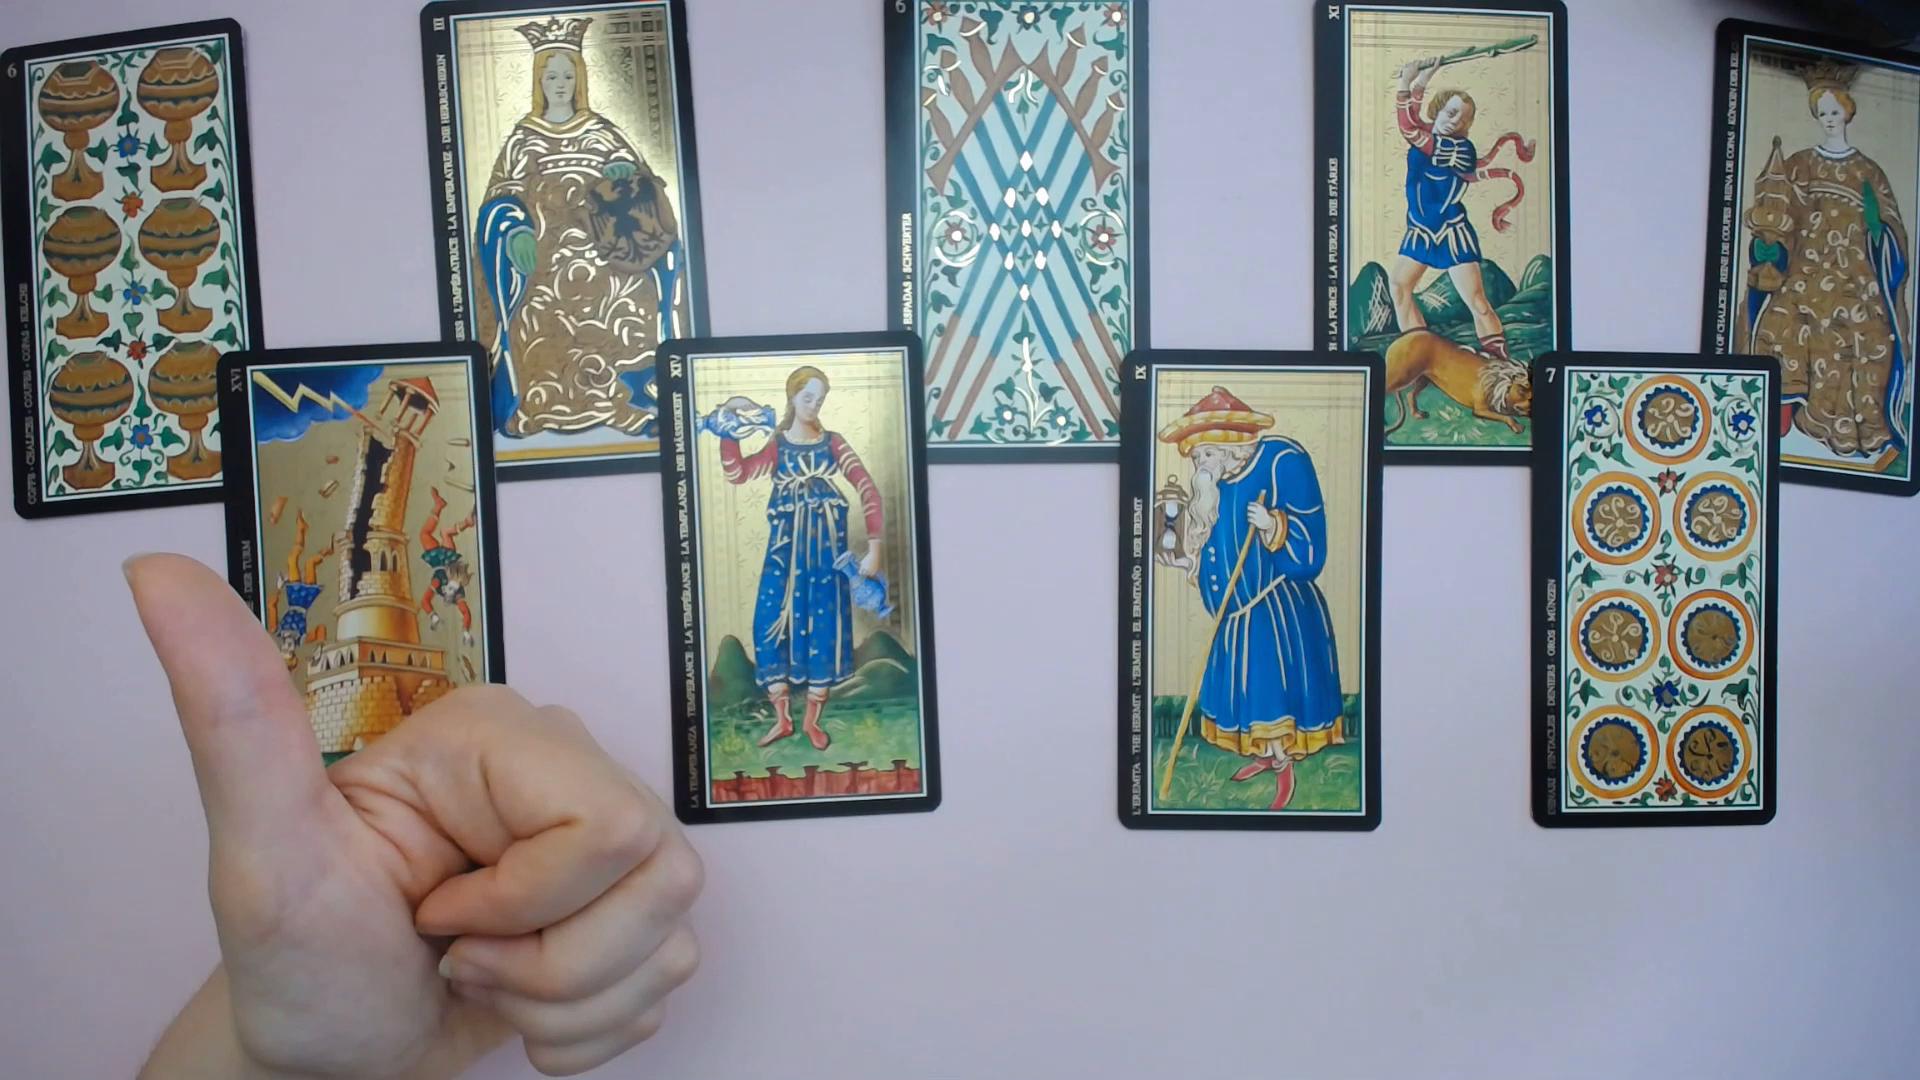 6
COPPE · CHALICES · COUPES · COPAS · KELCHE
III
ESS · L'IMPÉRATRICE · LA EMPERATRIZ · DIE HERRSCHERIN
6
· ESPADAS · SCHWERTER
XI
H · LA FORCE · LA FUERZA · DIE STÄRKE
N OF CHALICES · REINE DE COUPES · REINA DE COPAS · KÖNIGIN DER KELCHE
XVI
DER TURM
XIV
LA TEMPERANZA · TEMPERANCE · LA TEMPÉRANCE · LA TEMPLANZA · DIE MÄSSIGKEIT
IX
L'EREMITA · THE HERMIT · L'ERMITE · EL ERMITAÑO · DER EREMIT
7
DENARI · PENTACLES · DENIERS · OROS · MÜNZEN